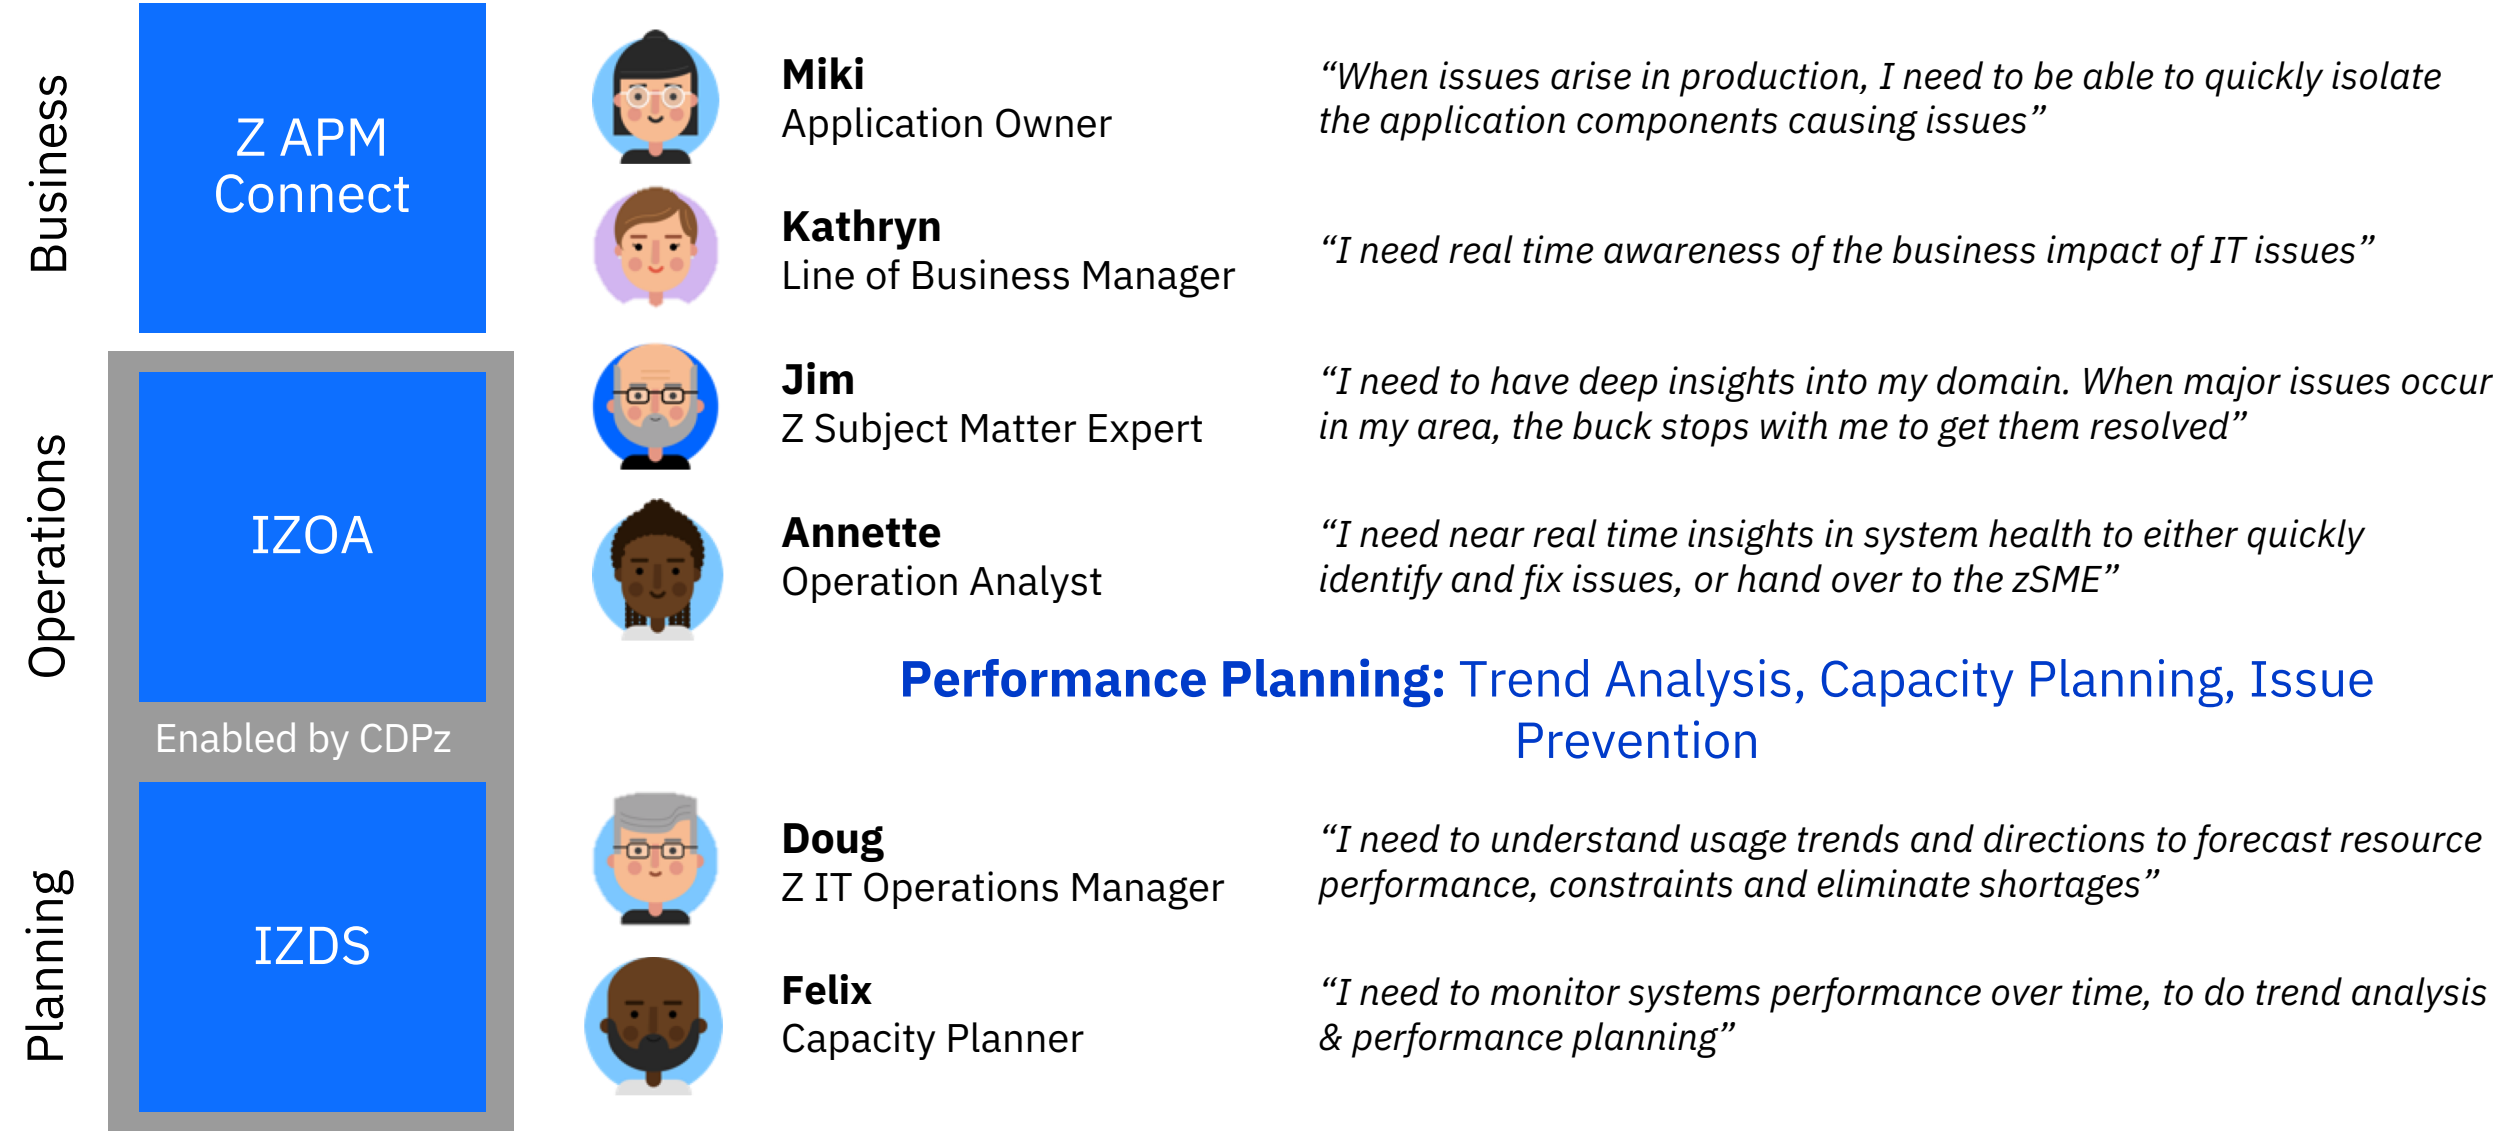 Business
Z APM
Connect
Miki
Application Owner
“When issues arise in production, I need to be able to quickly isolate
the application components causing issues”
Kathryn
Line of Business Manager
“I need real time awareness of the business impact of IT issues”
Operations
IZOA
Jim
Z Subject Matter Expert
“I need to have deep insights into my domain. When major issues occur
in my area, the buck stops with me to get them resolved”
Annette
Operation Analyst
“I need near real time insights in system health to either quickly
identify and fix issues, or hand over to the zSME”
Enabled by CDPz
Performance Planning: Trend Analysis, Capacity Planning, Issue
Prevention
Planning
IZDS
Doug
Z IT Operations Manager
“I need to understand usage trends and directions to forecast resource
performance, constraints and eliminate shortages”
Felix
Capacity Planner
“I need to monitor systems performance over time, to do trend analysis
& performance planning”